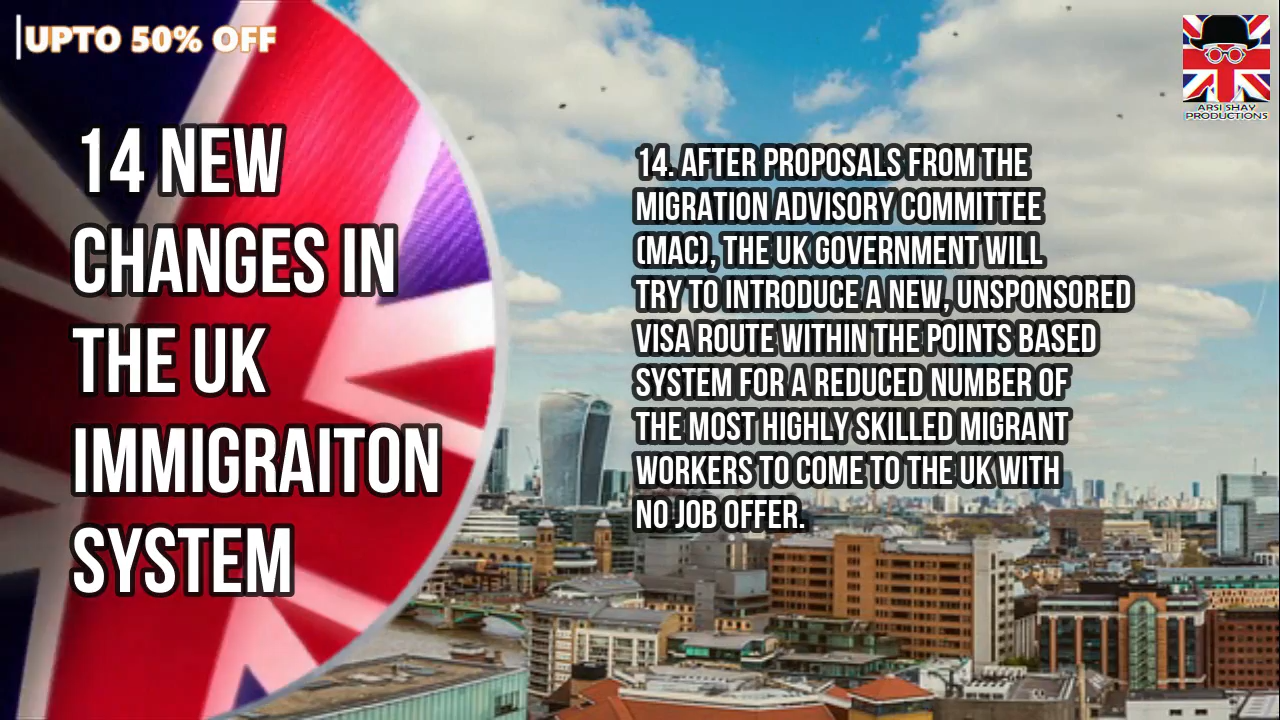 UPTO 50% OFF
14 NEW
CHANGES IN
THE UK
IMMIGRAITON
SYSTEM
14. AFTER PROPOSALS FROM THE
MIGRATION ADVISORY COMMITTEE
(MAC), THE UK GOVERNMENT WILL
TRY TO INTRODUCE A NEW, UNSPONSORED
VISA ROUTE WITHIN THE POINTS BASED
SYSTEM FOR A REDUCED NUMBER OF
THE MOST HIGHLY SKILLED MIGRANT
WORKERS TO COME TO THE UK WITH
NO JOB OFFER.
ARSI SHAY
PRODUCTIONS